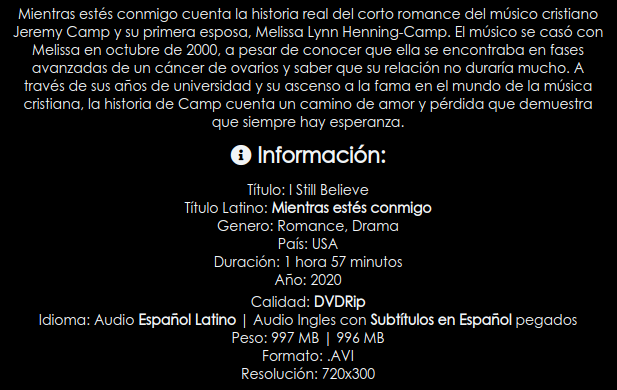 Mientras estés conmigo cuenta la historia real del corto romance del músico cristiano
Jeremy Camp y su primera esposa, Melissa Lynn Henning-Camp. El músico se casó con
Melissa en octubre de 2000, a pesar de conocer que ella se encontraba en fases
avanzadas de un cáncer de ovarios y saber que su relación no duraría mucho. A
través de sus años de universidad y su ascenso a la fama en el mundo de la música
cristiana, la historia de Camp cuenta un camino de amor y pérdida que demuestra
que siempre hay esperanza.
Información:
Título: I Still Believe
Título Latino: Mientras estés conmigo
Genero: Romance, Drama
País: USA
Duración: 1 hora 57 minutos
Año: 2020
Calidad: DVDRip
Idioma: Audio Español Latino | Audio Ingles con Subtítulos en Español pegados
Peso: 997 MB | 996 MB
Formato: .AVI
Resolución: 720x300